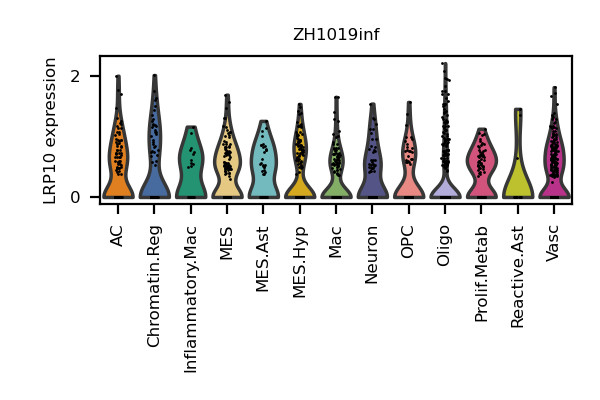 ZH1019inf
LRP10 expression
2
0
AC
Chromatin.Reg
Inflammatory.Mac
MES
MES.Ast
MES.Hyp
Mac
Neuron
OPC
Oligo
Prolif.Metab
Reactive.Ast
Vasc